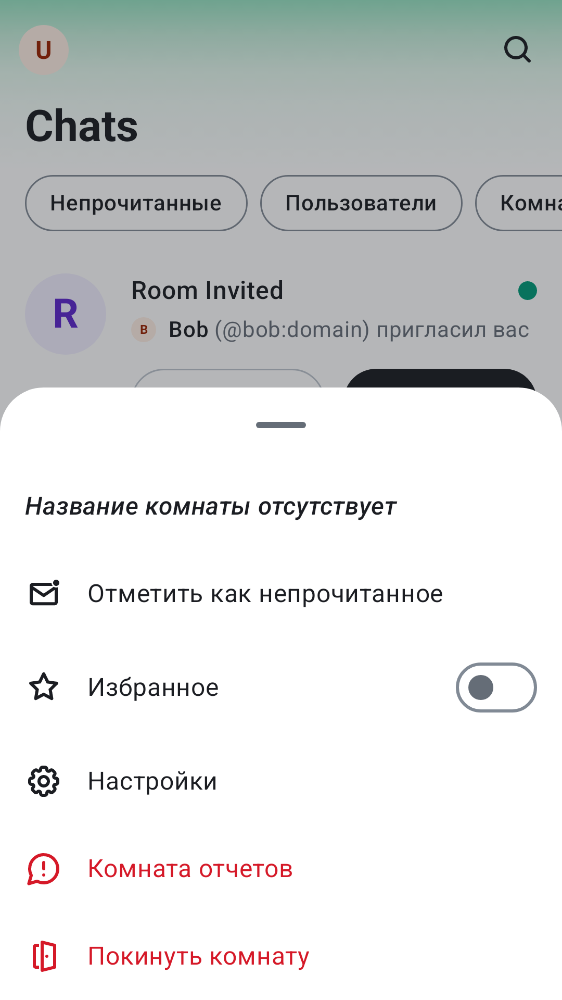 U
Chats
Непрочитанные
Пользователи
Комна
R
Room Invited
B
Bob (@bob:domain) пригласил вас
Название комнаты отсутствует
Отметить как непрочитанное
Избранное
Настройки
Комната отчетов
Покинуть комнату